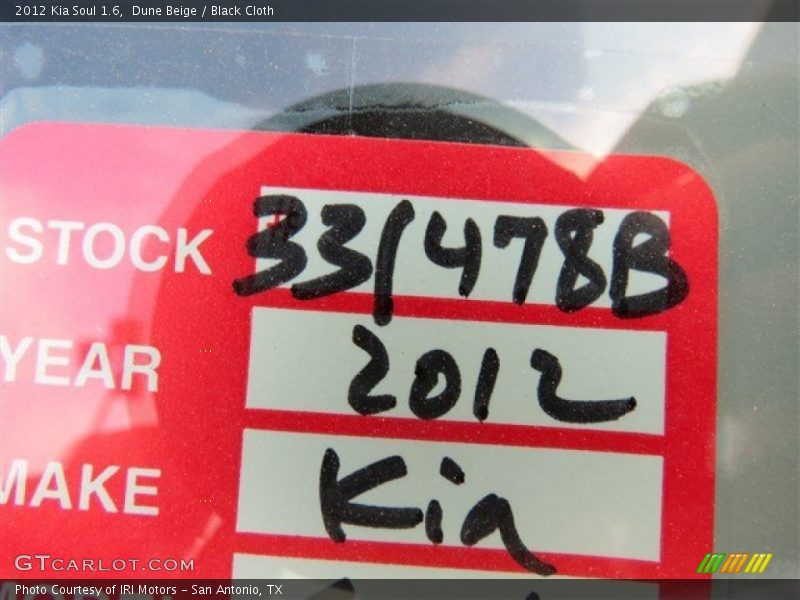 2012 Kia Soul 1.6, Dune Beige / Black Cloth
STOCK 331478B
YEAR 2012
MAKE Kia
GTCARLOT.COM
Photo Courtesy of IRI Motors - San Antonio, TX